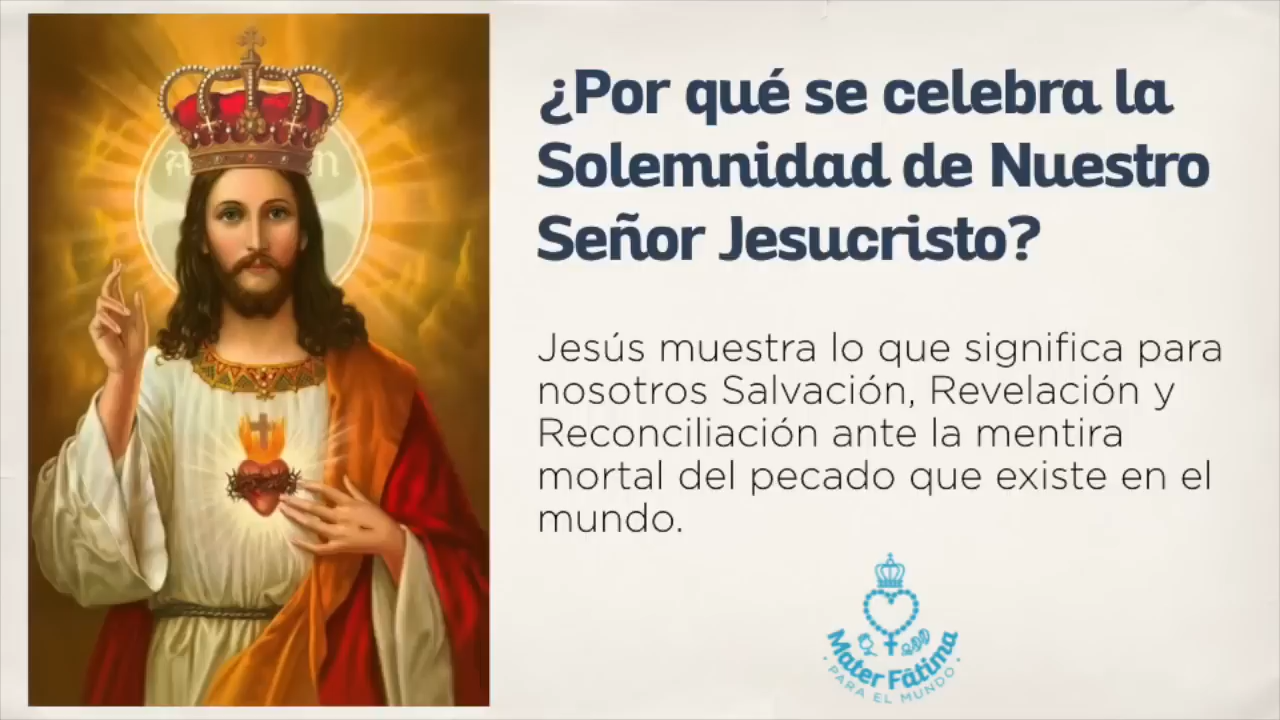 ¿Por qué se celebra la
Solemnidad de Nuestro
Señor Jesucristo?
Jesús muestra lo que significa para
nosotros Salvación, Revelación y
Reconciliación ante la mentira
mortal del pecado que existe en el
mundo.
Mater Fátima
PARA EL MUNDO